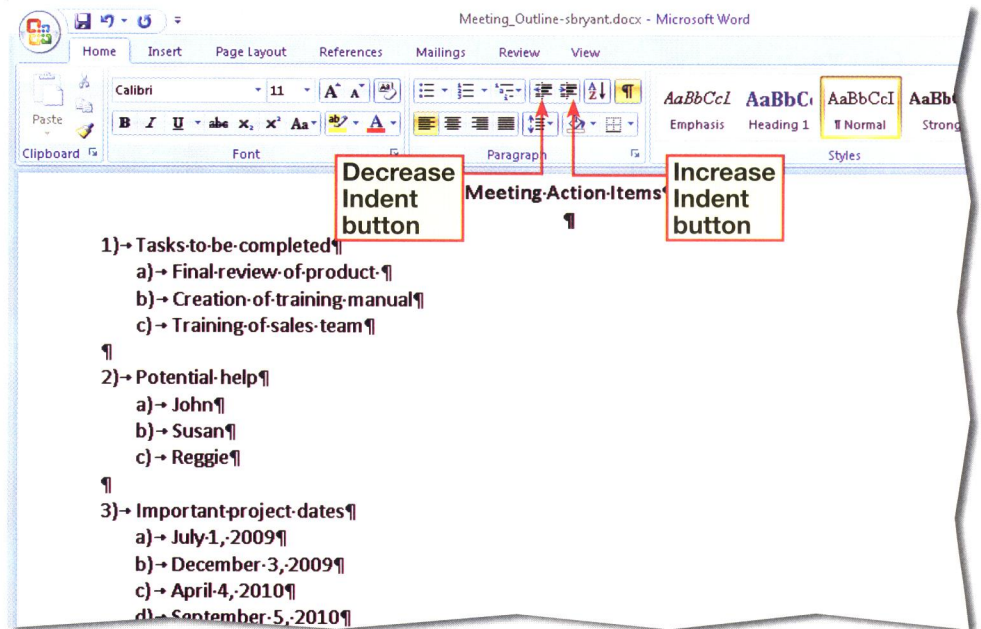 Meeting_Outline-sbryant.docx - Microsoft Word
Home Insert Page Layout References Mailings Review View
Calibri 11 A A AaBbCcI AaBbC AaBbCcI AaBb
Paste B I U abe X₂ X² Aa ab A Emphasis Heading 1 ¶ Normal Strong
Clipboard Font Paragraph Styles
Decrease
Indent
button
Increase
Indent
button
Meeting·Action·Items¶
¶
1)→Tasks·to·be·completed¶
a)→Final·review·of·product·¶
b)→Creation·of·training·manual¶
c)→Training·of·sales·team¶
¶
2)→Potential·help¶
a)→John¶
b)→Susan¶
c)→Reggie¶
¶
3)→Important·project·dates¶
a)→July·1,·2009¶
b)→December·3,·2009¶
c)→April·4,·2010¶
d)→September·5,·2010¶